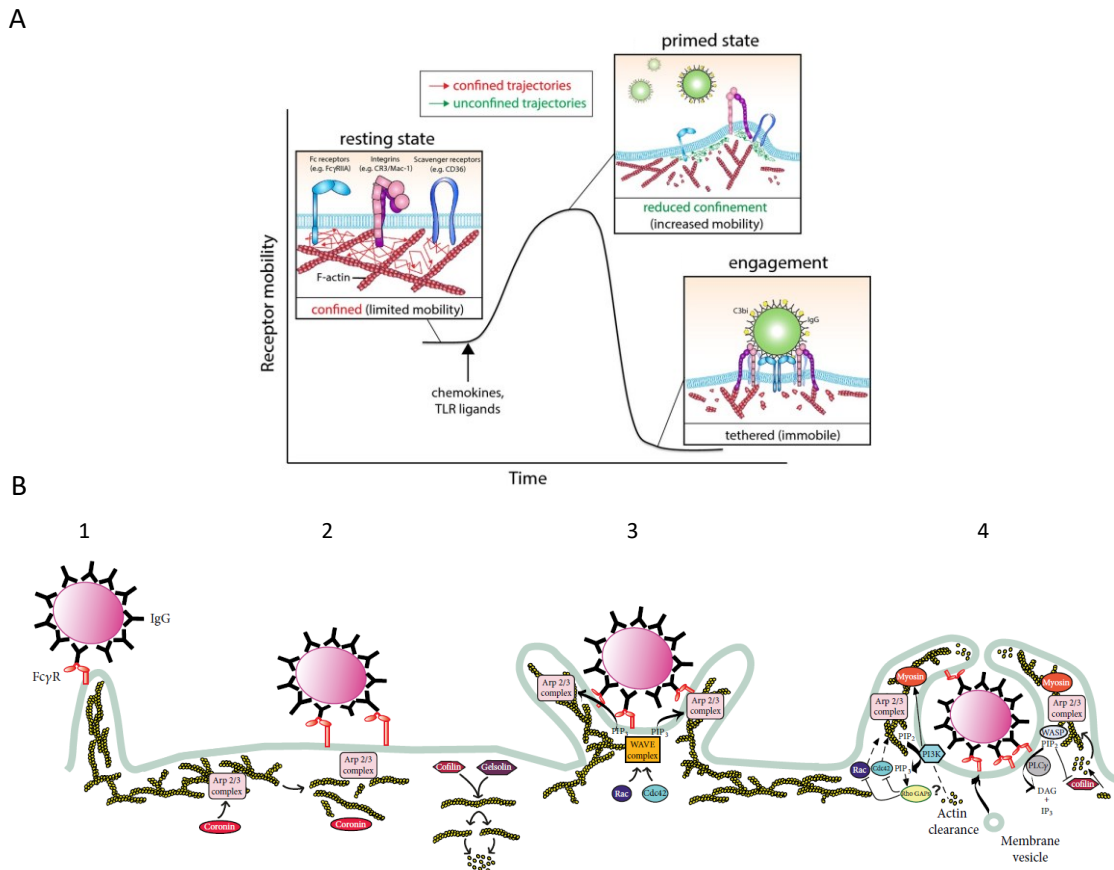 A
primed state
confined trajectories
unconfined trajectories
resting state
Fc receptors
(e.g. FcγRIIA)
Integrins
(e.g. CR3/Mac-1)
Scavenger receptors
(e.g. CD36)
F-actin
confined (limited mobility)
reduced confinement
(increased mobility)
engagement
C3bi
IgG
tethered (immobile)
chemokines,
TLR ligands
Receptor mobility
Time
B
1
2
3
4
IgG
FcγR
Arp 2/3
complex
Coronin
Arp 2/3
complex
Coronin
Cofilin
Gelsolin
Arp 2/3
complex
Arp 2/3
complex
PIP3
PIP3
WAVE
complex
Rac
Cdc42
Myosin
Arp 2/3
complex
PIP2
PI3K
Rac
Cdc42
PIP3
Rho GAPs
?
Actin
clearance
Membrane
vesicle
Myosin
Arp 2/3
complex
WASP
PIP2
PLCγ
DAG
+
IP3
cofilin